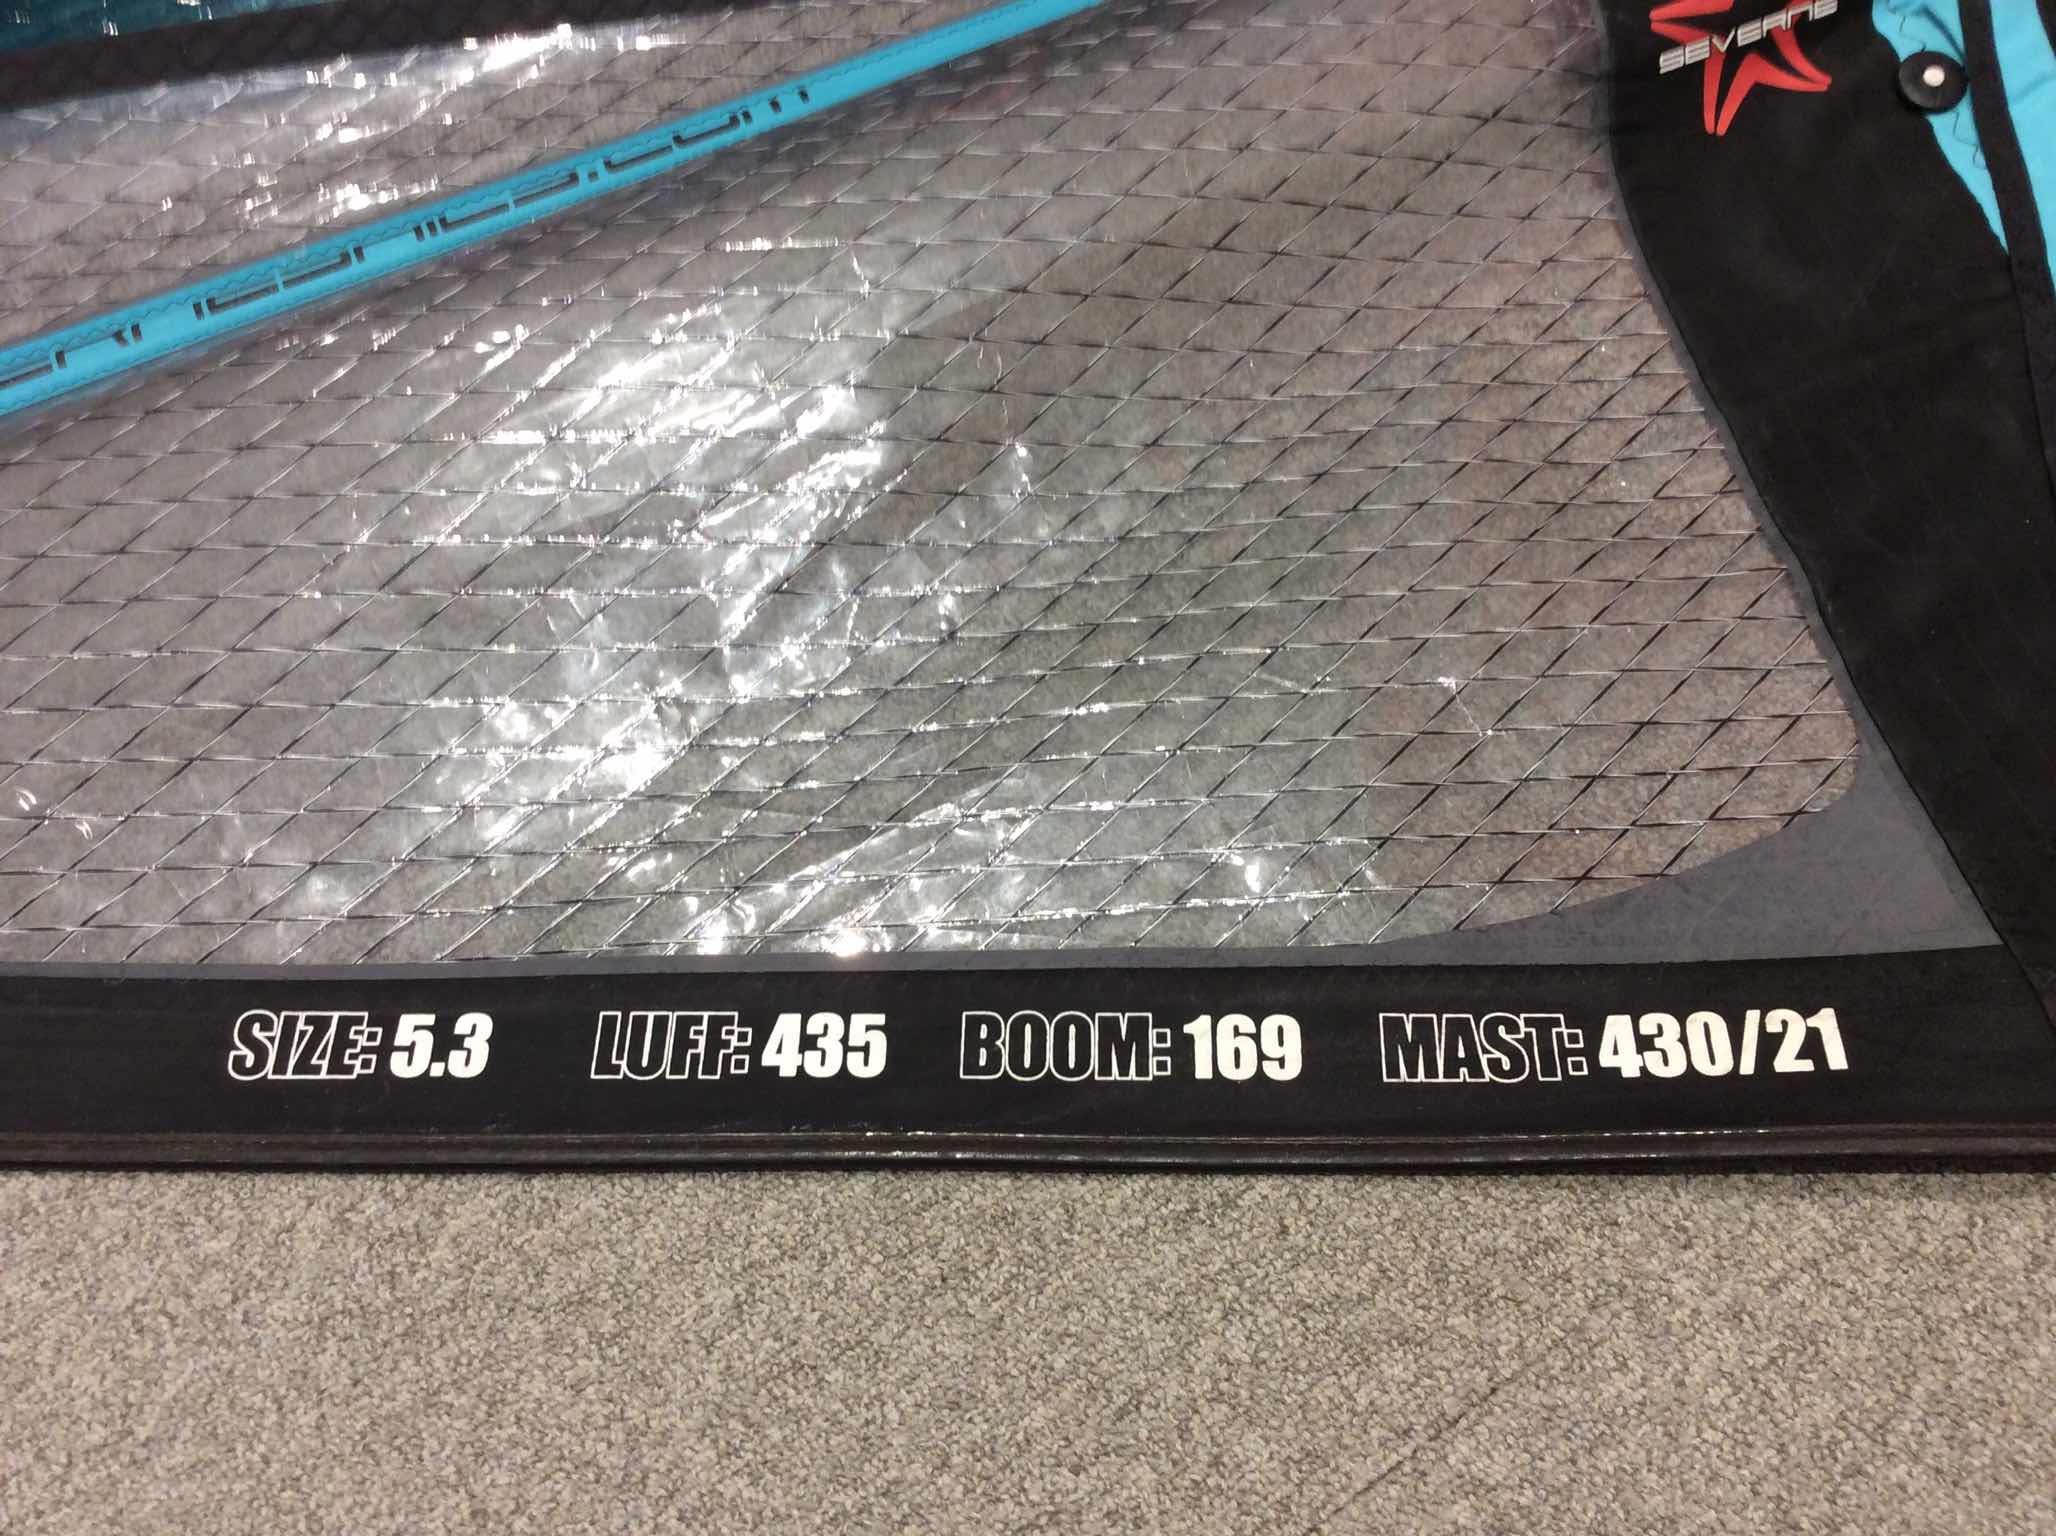 SEVERNE
SIZE: 5.3 LUFF: 435 BOOM: 169 MAST: 430/21